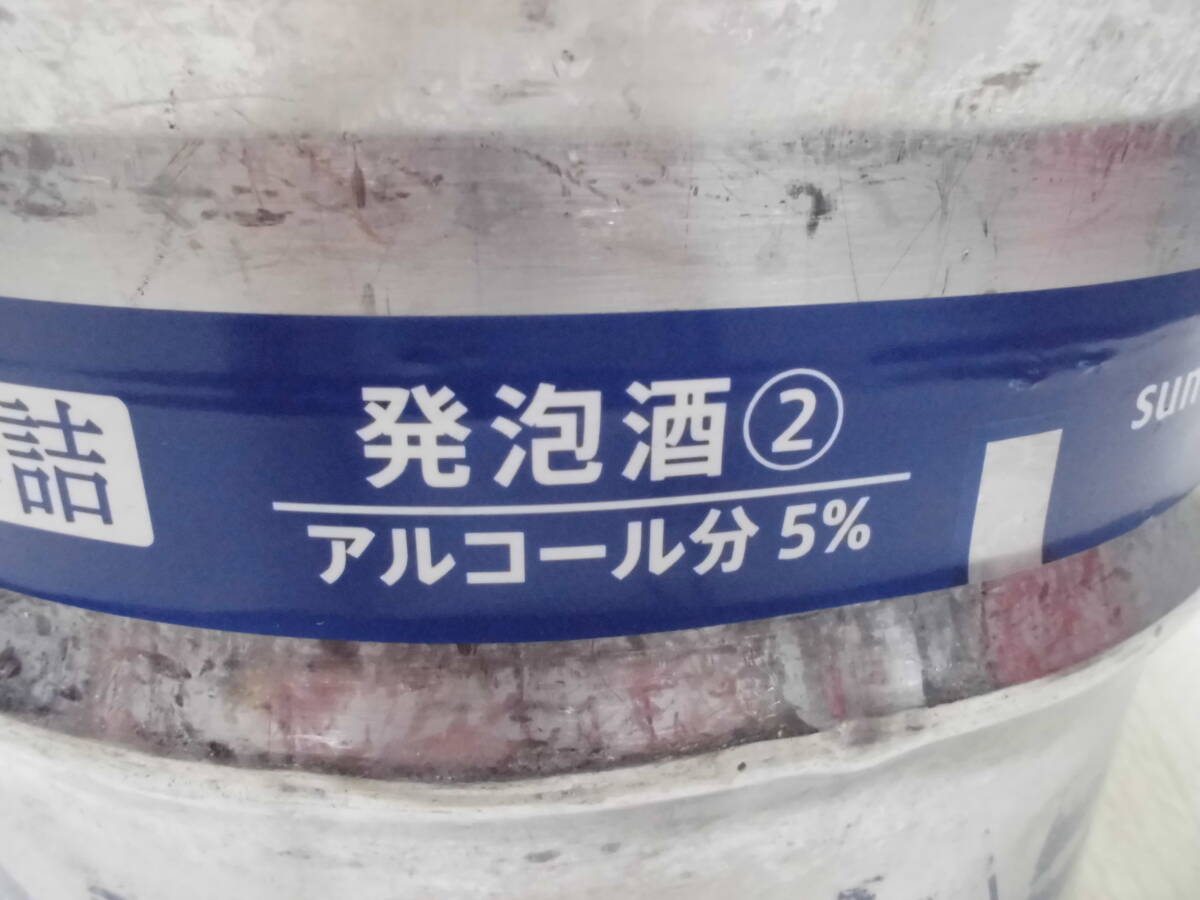 詰
発泡酒②
アルコール分 5%
sun